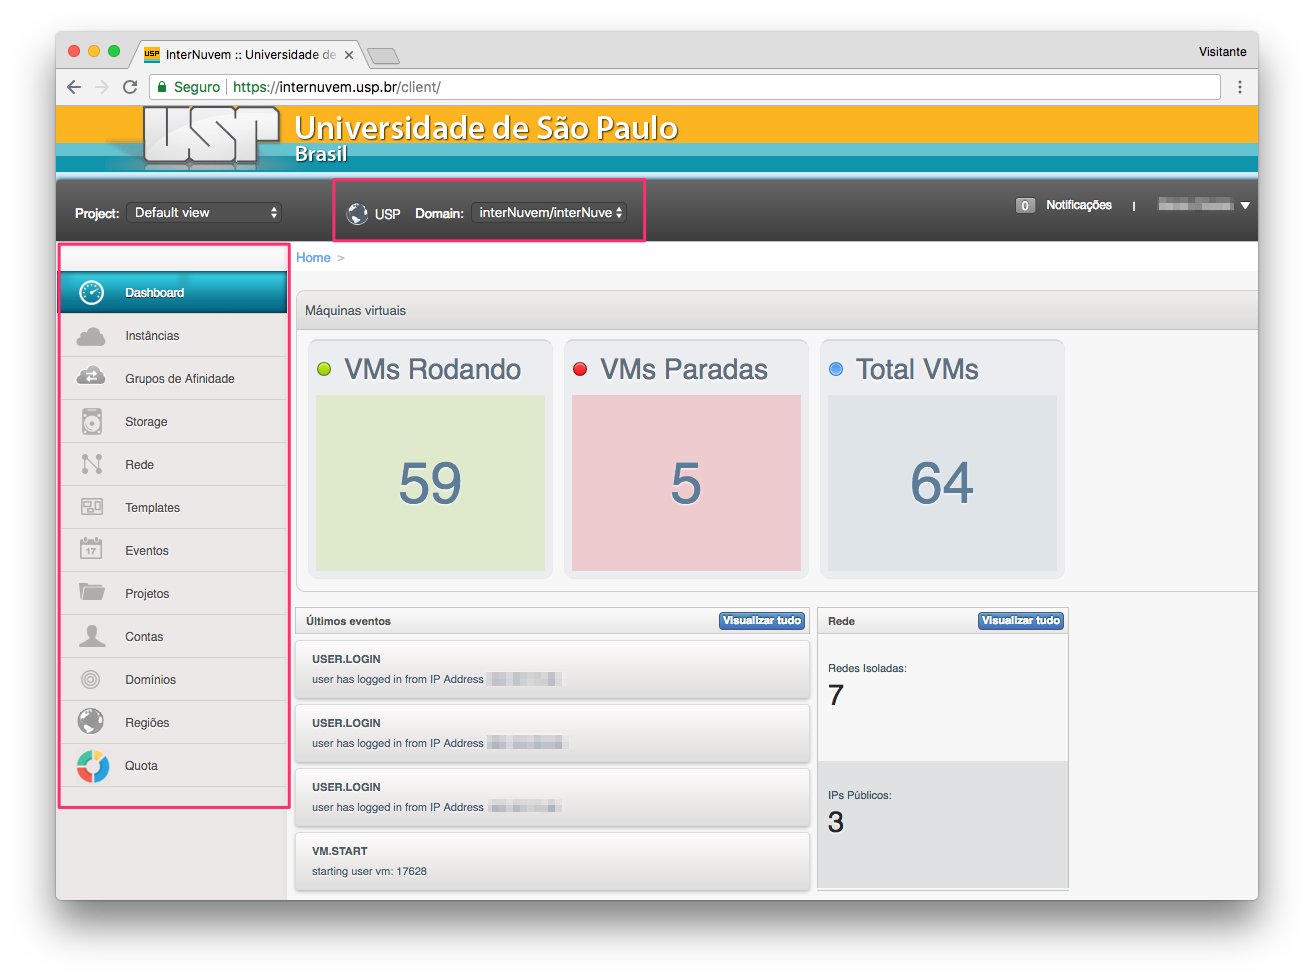 USP InterNuvem :: Universidade de
Visitante
Seguro https://internuvem.usp.br/client/
USP Universidade de São Paulo
Brasil
Project: Default view USP Domain: interNuvem/interNuve 0 Notificações
Home >
Dashboard
Instâncias
Grupos de Afinidade
Storage
Rede
Templates
17 Eventos
Projetos
Contas
Domínios
Regiões
Quota
Máquinas virtuais
VMs Rodando
59
VMs Paradas
5
Total VMs
64
Últimos eventos Visualizar tudo
USER.LOGIN
user has logged in from IP Address
USER.LOGIN
user has logged in from IP Address
USER.LOGIN
user has logged in from IP Address
VM.START
starting user vm: 17628
Rede Visualizar tudo
Redes Isoladas:
7
IPs Públicos:
3